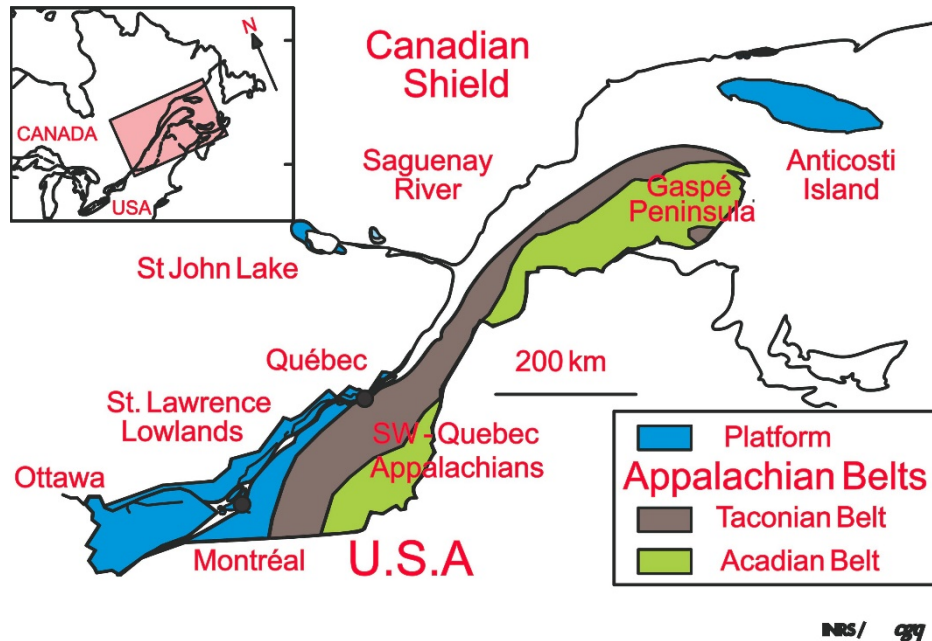 N
CANADA
USA
Canadian
Shield
Saguenay
River
Gaspé
Peninsula
Anticosti
Island
St John Lake
Québec
200 km
St. Lawrence
Lowlands
SW - Quebec
Appalachians
Ottawa
Montréal
U.S.A
Platform
Appalachian Belts
Taconian Belt
Acadian Belt
INRS / cgq